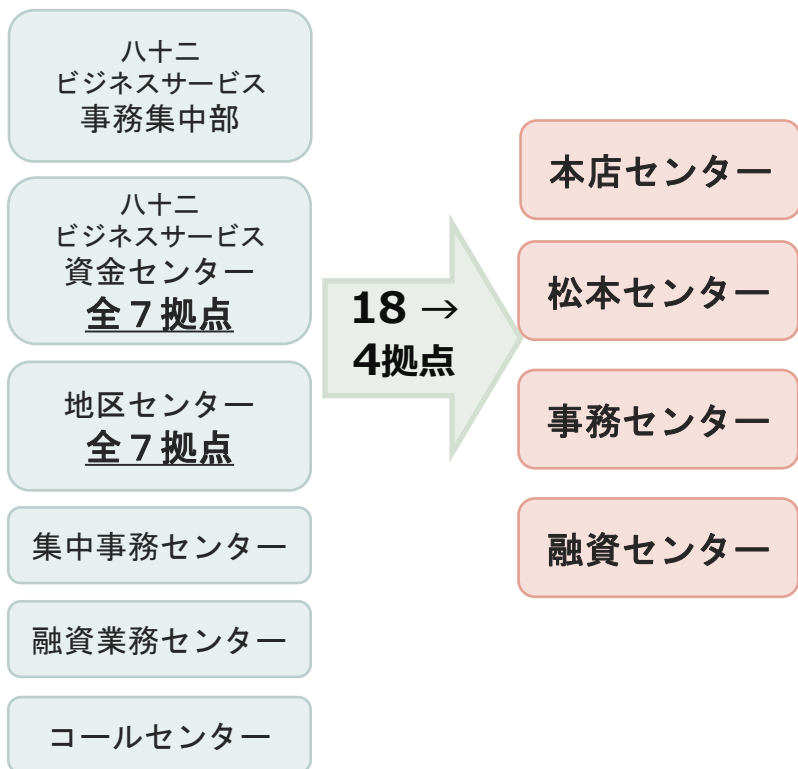 八十二
ビジネスサービス
事務集中部
八十二
ビジネスサービス
資金センター
全７拠点
地区センター
全７拠点
集中事務センター
融資業務センター
コールセンター
18 →
4拠点
本店センター
松本センター
事務センター
融資センター